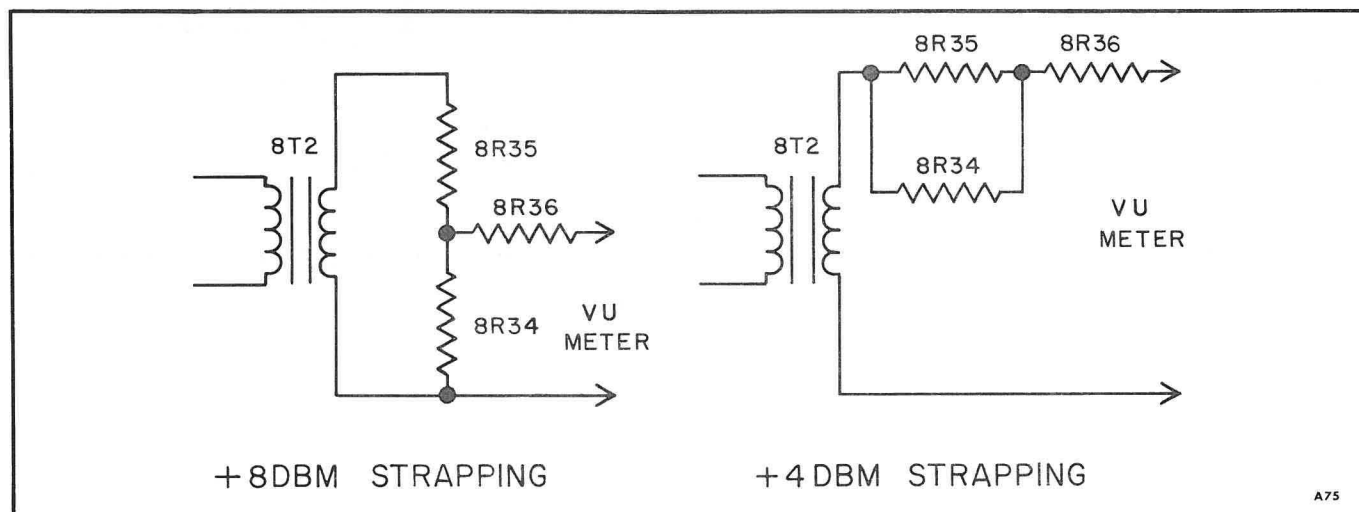 8T2
8R35
8R36
8R34
VU
METER
+8DBM STRAPPING
8R35
8R36
8T2
8R34
VU
METER
+4DBM STRAPPING
A75